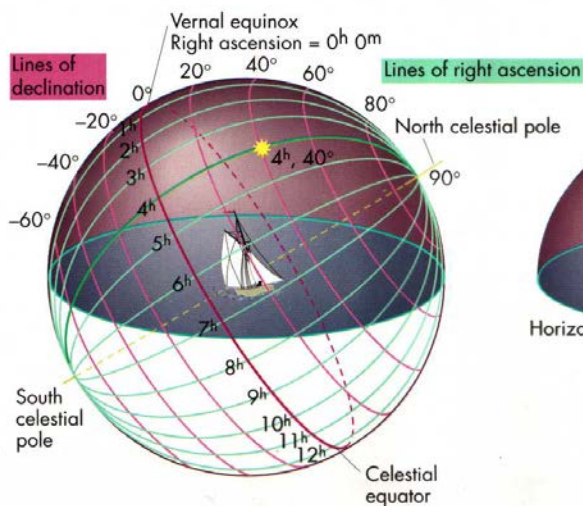 Vernal equinox
Right ascension = 0h 0m
Lines of
declination
Lines of right ascension
–60°
–40°
–20°
0°
20°
40°
60°
80°
North celestial pole
90°
1h
2h
3h
4h
5h
6h
7h
8h
9h
10h
11h
12h
4h, 40°
South
celestial
pole
Celestial
equator